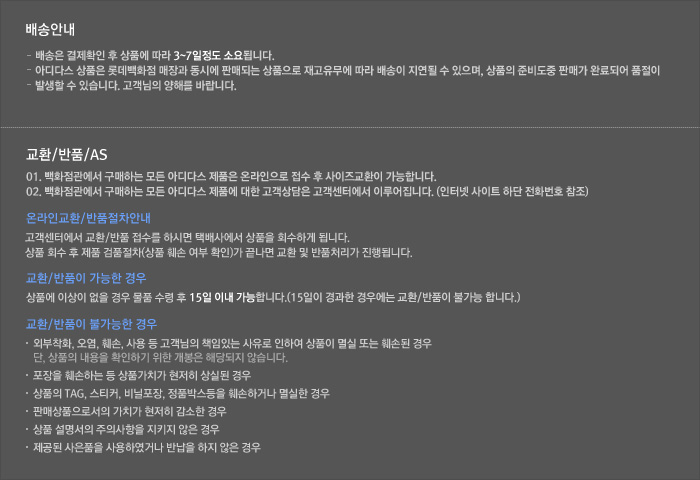 배송안내
- 배송은 결제확인 후 상품에 따라 3~7일정도 소요됩니다.
- 아디다스 상품은 롯데백화점 매장과 동시에 판매되는 상품으로 재고유무에 따라 배송이 지연될 수 있으며, 상품의 준비도중 판매가 완료되어 품절이
- 발생할 수 있습니다. 고객님의 양해를 바랍니다.
교환/반품/AS
01. 백화점관에서 구매하는 모든 아디다스 제품은 온라인으로 접수 후 사이즈교환이 가능합니다.
02. 백화점관에서 구매하는 모든 아디다스 제품에 대한 고객상담은 고객센터에서 이루어집니다. (인터넷 사이트 하단 전화번호 참조)
온라인교환/반품절차안내
고객센터에서 교환/반품 접수를 하시면 택배사에서 상품을 회수하게 됩니다.
상품 회수 후 제품 검품절차(상품 훼손 여부 확인)가 끝나면 교환 및 반품처리가 진행됩니다.
교환/반품이 가능한 경우
상품에 이상이 없을 경우 물품 수령 후 15일 이내 가능합니다.(15일이 경과한 경우에는 교환/반품이 불가능 합니다.)
교환/반품이 불가능한 경우
· 외부착화, 오염, 훼손, 사용 등 고객님의 책임있는 사유로 인하여 상품이 멸실 또는 훼손된 경우
단, 상품의 내용을 확인하기 위한 개봉은 해당되지 않습니다.
· 포장을 훼손하는 등 상품가치가 현저히 상실된 경우
· 상품의 TAG, 스티커, 비닐포장, 정품박스등을 훼손하거나 멸실한 경우
· 판매상품으로서의 가치가 현저히 감소한 경우
· 상품 설명서의 주의사항을 지키지 않은 경우
· 제공된 사은품을 사용하였거나 반납을 하지 않은 경우